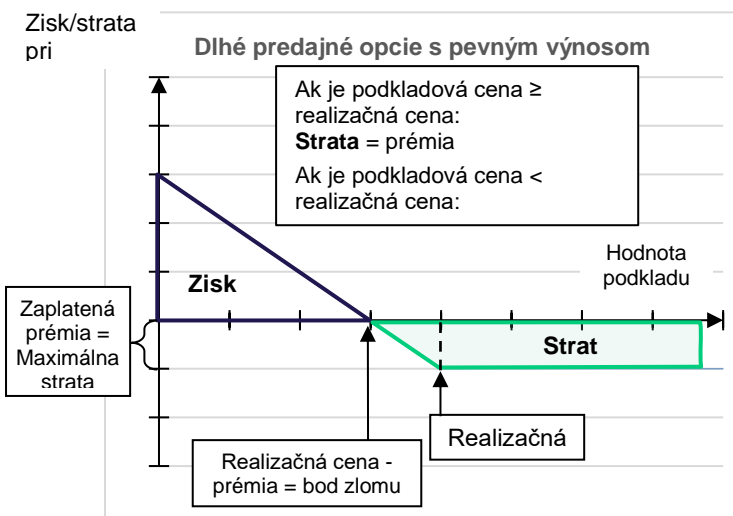 Zisk/strata
pri
Dlhé predajné opcie s pevným výnosom
Ak je podkladová cena ≥
realizačná cena:
Strata = prémia
Ak je podkladová cena <
realizačná cena:
Hodnota
podkladu
Zisk
Zaplatená
prémia =
Maximálna
strata
Strat
Realizačná
Realizačná cena -
prémia = bod zlomu